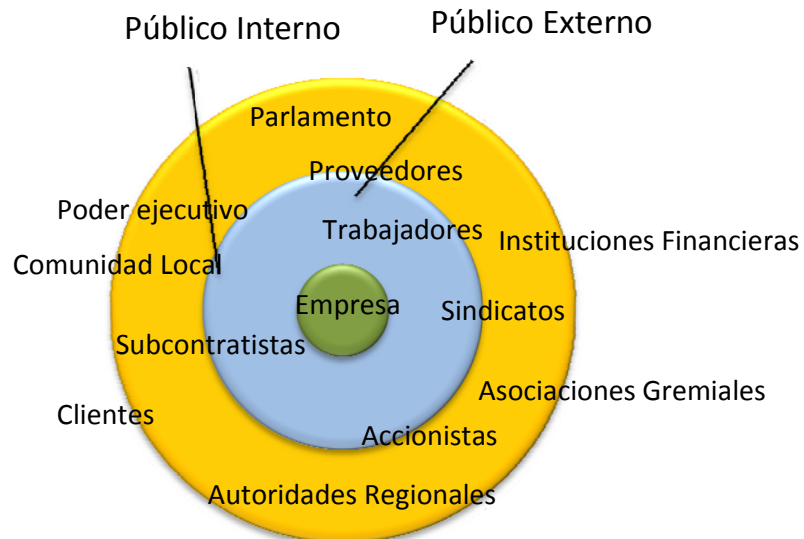 Público Interno
Público Externo
Parlamento
Proveedores
Poder ejecutivo
Trabajadores
Instituciones Financieras
Comunidad Local
Empresa
Sindicatos
Subcontratistas
Asociaciones Gremiales
Clientes
Accionistas
Autoridades Regionales